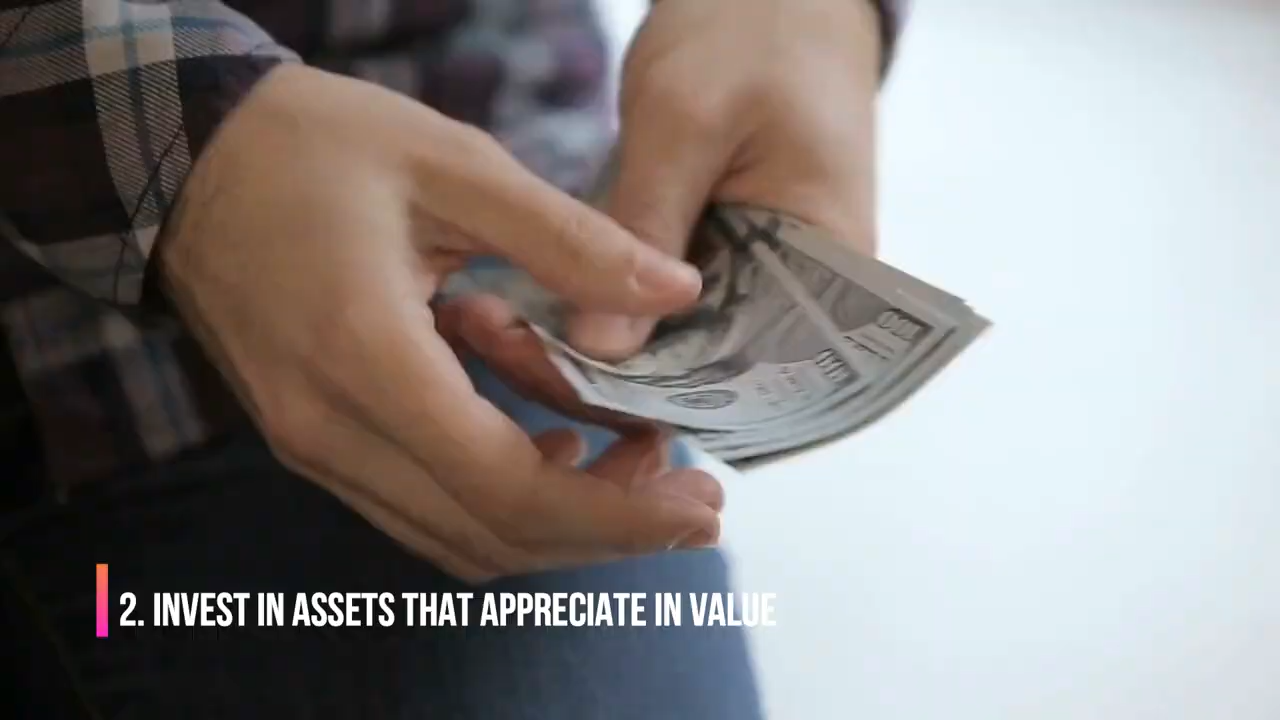 2. INVEST IN ASSETS THAT APPRECIATE IN VALUE